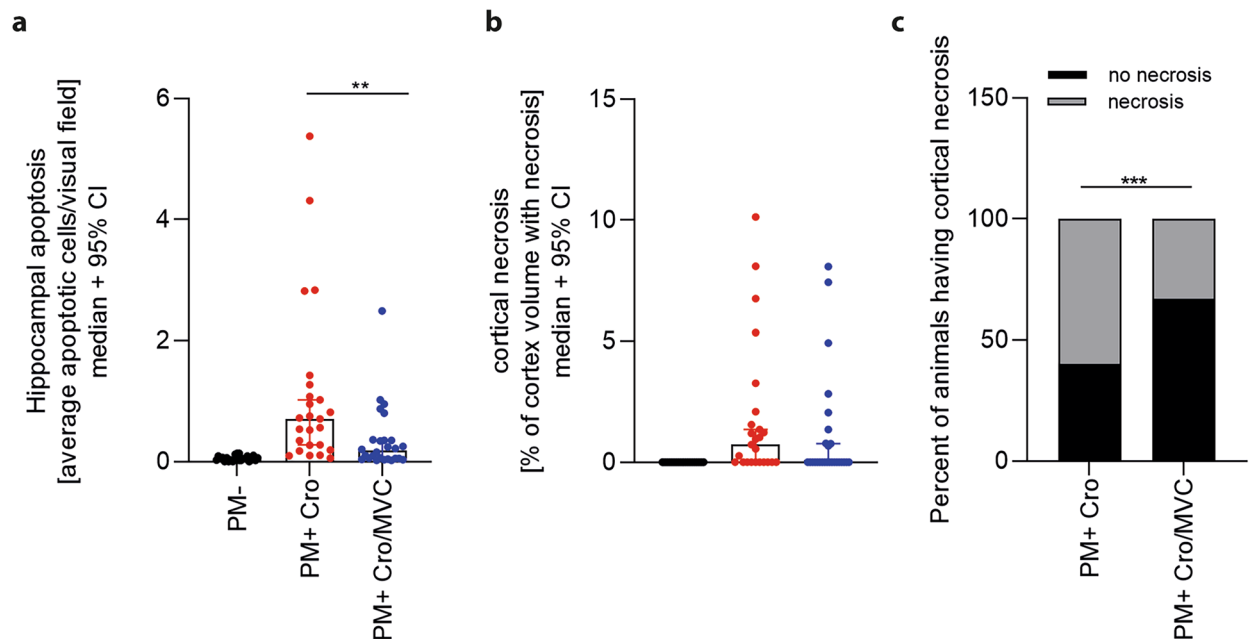 a
Hippocampal apoptosis
[average apoptotic cells/visual field]
median + 95% CI
6
4
2
0
**
PM-
PM+ Cro
PM+ Cro/MVC
b
cortical necrosis
[% of cortex volume with necrosis]
median + 95% CI
15
10
5
0
c
Percent of animals having cortical necrosis
150
100
50
0
no necrosis
necrosis
***
PM+ Cro
PM+ Cro/MVC